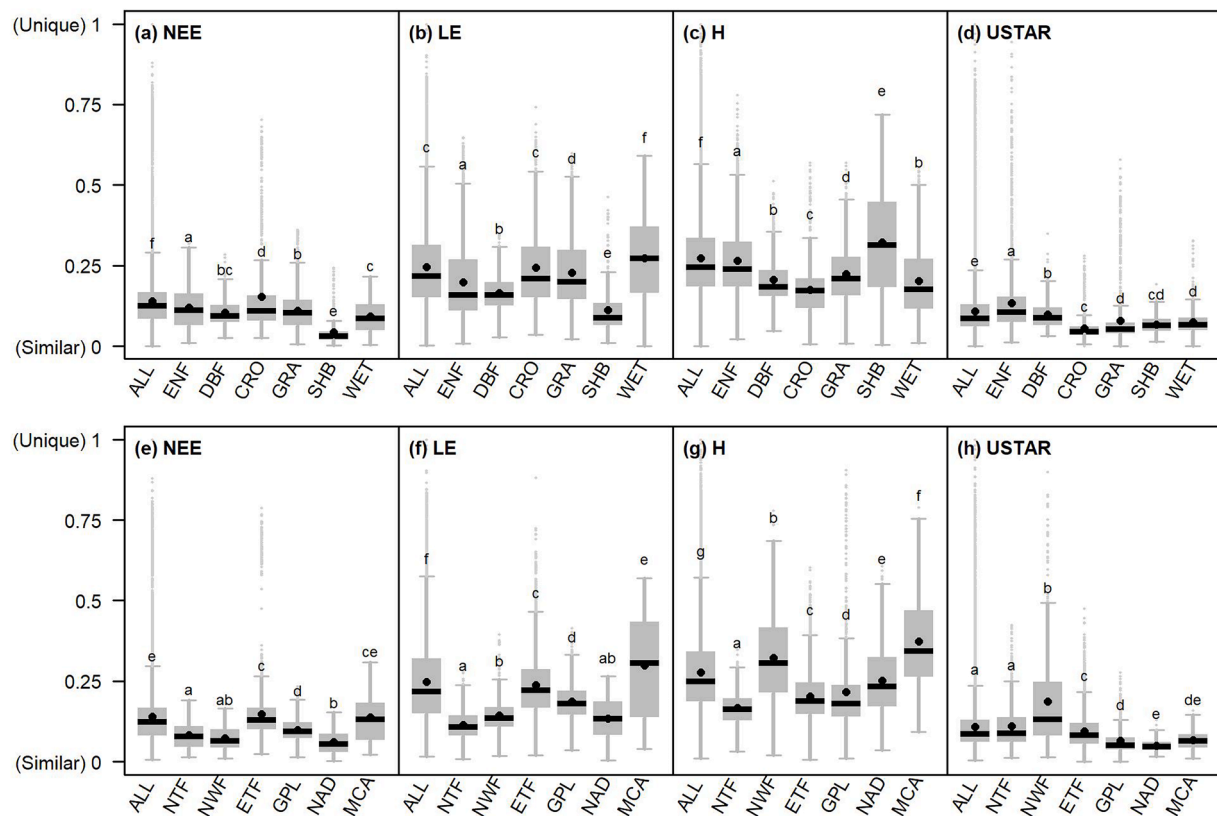 (Unique) 1
0.75
0.5
0.25
(Similar) 0
(a) NEE
f
a
bc
d
b
e
c
ALL ENF DBF CRO GRA SHB WET
(b) LE
c
a
b
c
d
e
f
ALL ENF DBF CRO GRA SHB WET
(c) H
f
a
b
c
d
e
b
ALL ENF DBF CRO GRA SHB WET
(d) USTAR
e
a
b
c
d
cd
d
ALL ENF DBF CRO GRA SHB WET
(Unique) 1
0.75
0.5
0.25
(Similar) 0
(e) NEE
e
a
ab
c
d
b
ce
ALL NTF NWF ETF GPL NAD MCA
(f) LE
f
a
b
c
d
ab
e
ALL NTF NWF ETF GPL NAD MCA
(g) H
g
a
b
c
d
e
f
ALL NTF NWF ETF GPL NAD MCA
(h) USTAR
a
a
b
c
d
e
de
ALL NTF NWF ETF GPL NAD MCA